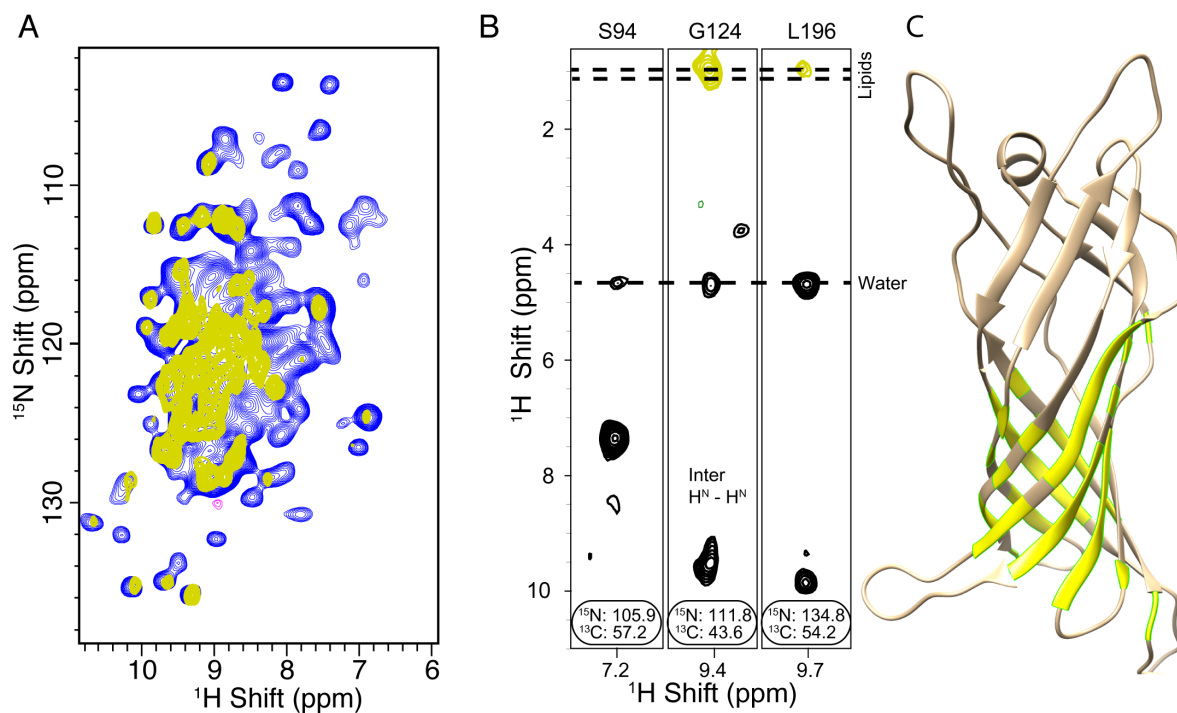 A
110
120
130
¹⁵N Shift (ppm)
10
9
8
7
6
¹H Shift (ppm)
B
S94
G124
L196
Lipids
2
4
6
8
10
¹H Shift (ppm)
Water
Inter
Hᴺ - Hᴺ
¹⁵N: 105.9
¹³C: 57.2
¹⁵N: 111.8
¹³C: 43.6
¹⁵N: 134.8
¹³C: 54.2
7.2
9.4
9.7
¹H Shift (ppm)
C